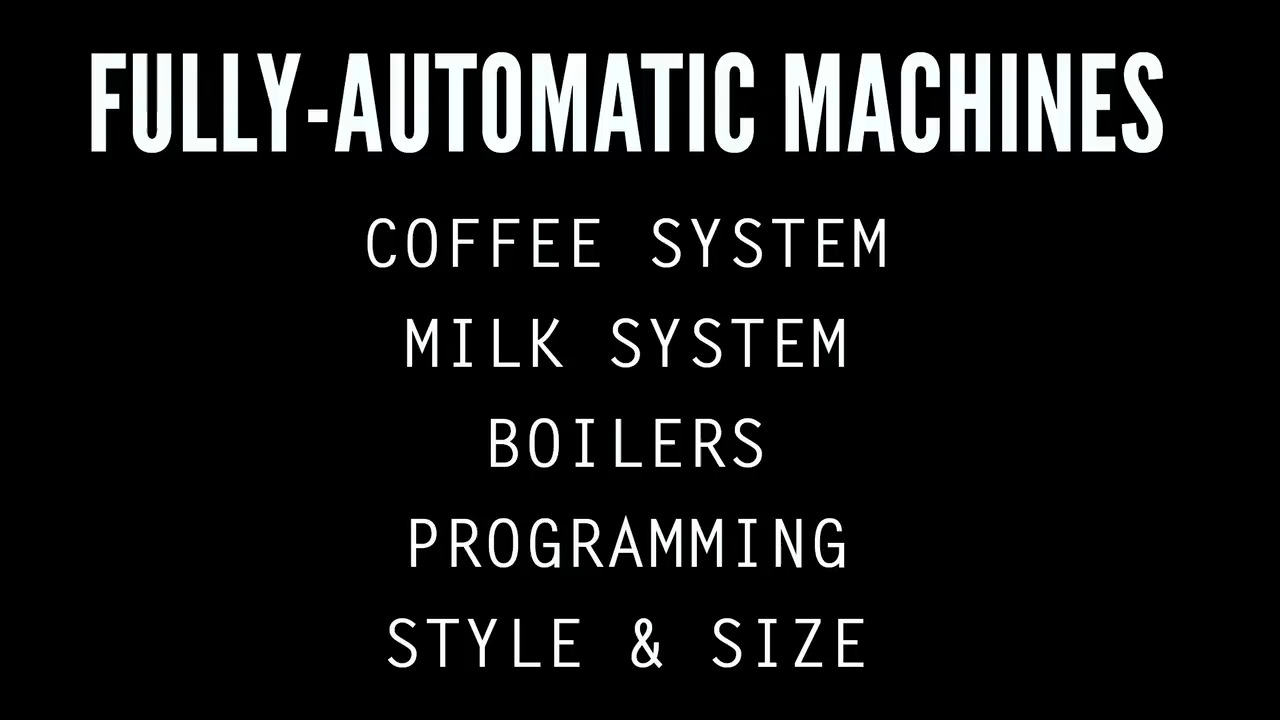 FULLY-AUTOMATIC MACHINES
COFFEE SYSTEM
MILK SYSTEM
BOILERS
PROGRAMMING
STYLE & SIZE